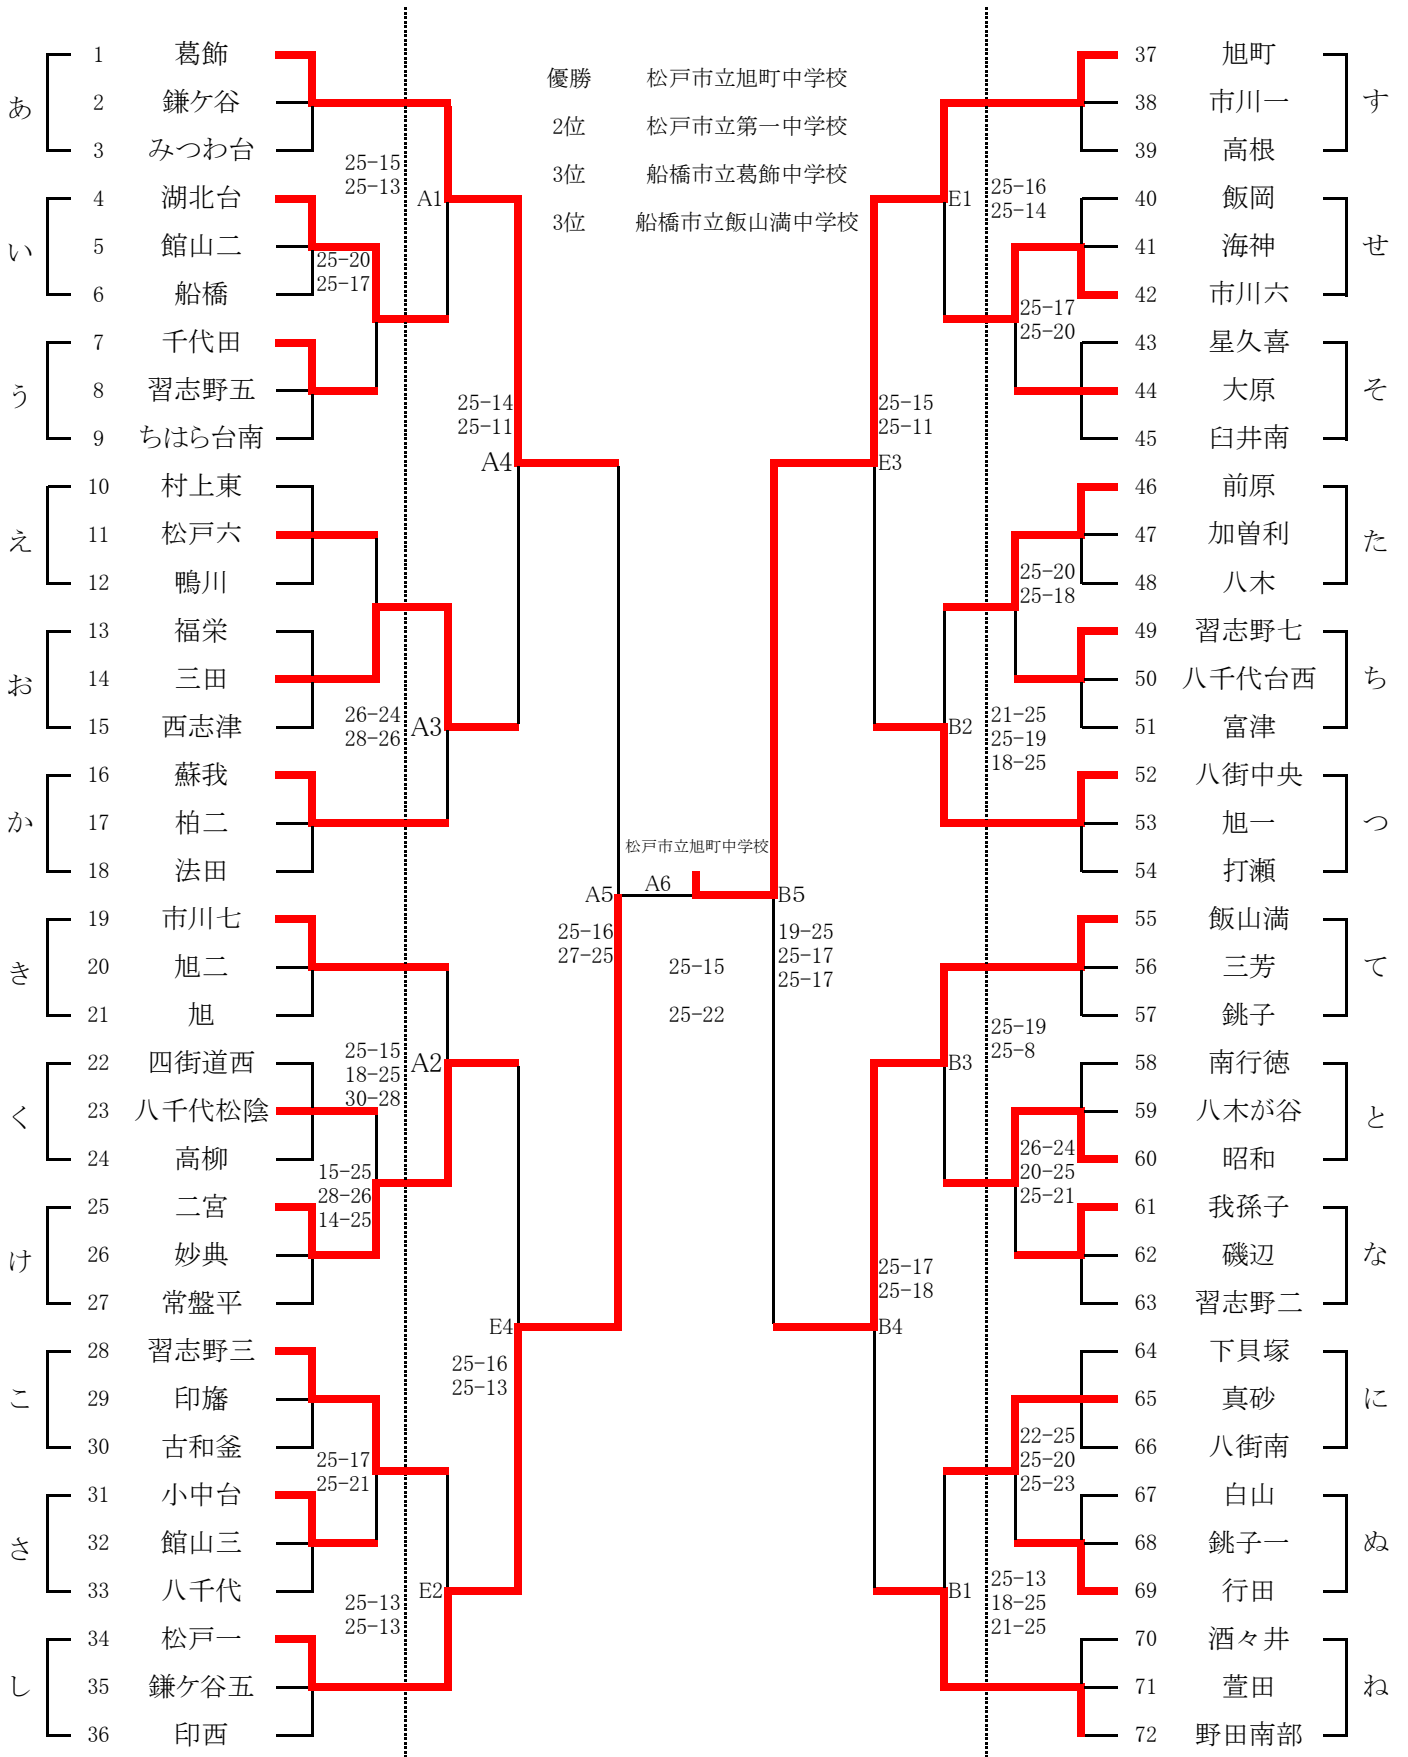 優勝 松戸市立旭町中学校
2位 松戸市立第一中学校
3位 船橋市立葛飾中学校
3位 船橋市立飯山満中学校
あ
1 葛飾
2 鎌ケ谷
3 みつわ台
い
4 湖北台
5 館山二
6 船橋
う
7 千代田
8 習志野五
9 ちはら台南
え
10 村上東
11 松戸六
12 鴨川
お
13 福栄
14 三田
15 西志津
か
16 蘇我
17 柏二
18 法田
き
19 市川七
20 旭二
21 旭
く
22 四街道西
23 八千代松陰
24 高柳
け
25 二宮
26 妙典
27 常盤平
こ
28 習志野三
29 印旛
30 古和釜
さ
31 小中台
32 館山三
33 八千代
し
34 松戸一
35 鎌ケ谷五
36 印西
25-15
25-13
A1
25-20
25-17
25-14
25-11
A4
26-24
28-26
A3
25-15
18-25
30-28
A2
15-25
28-26
14-25
E4
25-16
25-13
25-17
25-21
25-13
25-13
E2
A5
25-16
27-25
松戸市立旭町中学校
A6
25-15
25-22
B5
19-25
25-17
25-17
E1
25-16
25-14
25-17
25-20
25-15
25-11
E3
25-20
25-18
B2
21-25
25-19
18-25
25-19
25-8
B3
26-24
20-25
25-21
25-17
25-18
B4
22-25
25-20
25-23
B1
25-13
18-25
21-25
37 旭町
38 市川一
39 高根
す
40 飯岡
41 海神
42 市川六
せ
43 星久喜
44 大原
45 臼井南
そ
46 前原
47 加曽利
48 八木
た
49 習志野七
50 八千代台西
51 富津
ち
52 八街中央
53 旭一
54 打瀬
つ
55 飯山満
56 三芳
57 銚子
て
58 南行徳
59 八木が谷
60 昭和
と
61 我孫子
62 磯辺
63 習志野二
な
64 下貝塚
65 真砂
66 八街南
に
67 白山
68 銚子一
69 行田
ぬ
70 酒々井
71 萱田
72 野田南部
ね